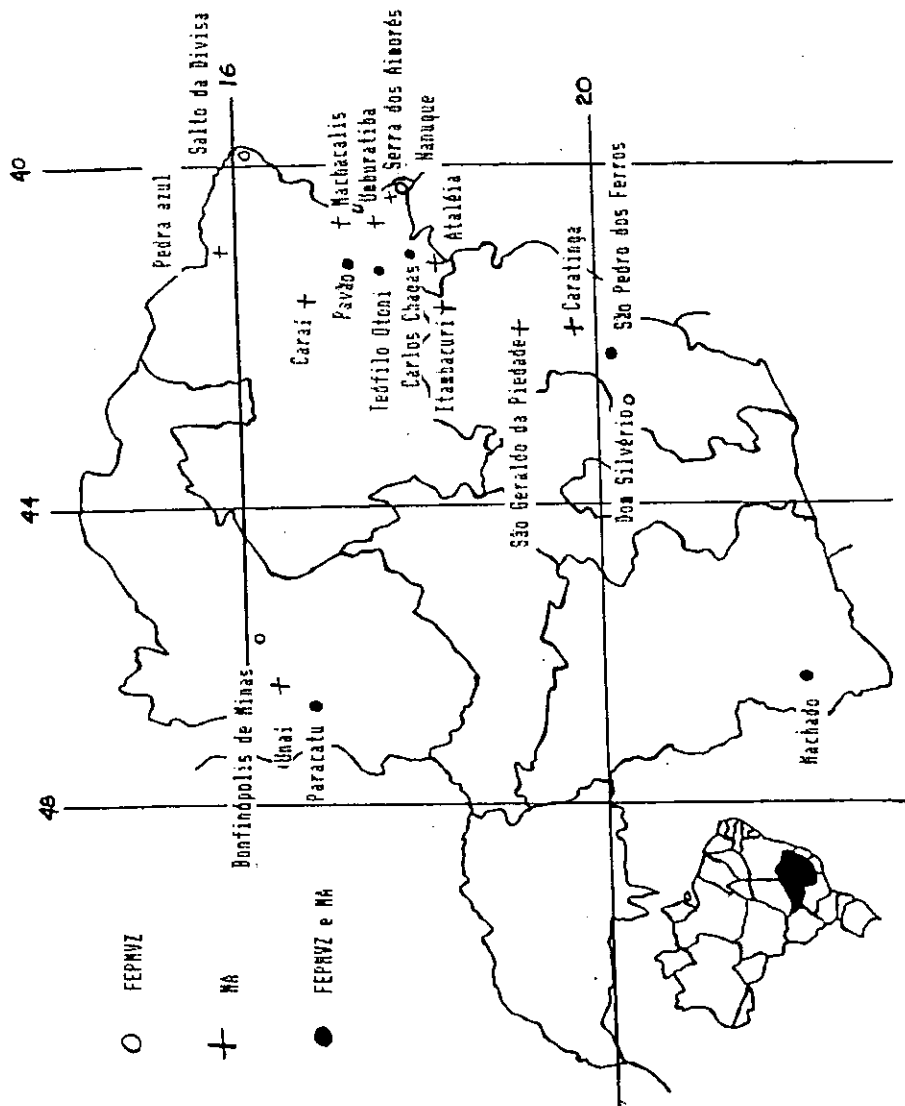 40
44
48
16
20
Salto da Divisa
Pedra azul
Machacalis
Umburatiba
Serra dos Aimorés
Nanuque
Caraí
Pavão
Teófilo Otoni
Carlos Chagas
Ataléia
Itambacuri
São Geraldo da Piedade
Caratinga
São Pedro dos Ferros
Dom Silvério
Bonfinópolis de Minas
Unaí
Paracatu
Machado
FEPMVZ
MA
FEPMVZ e MA